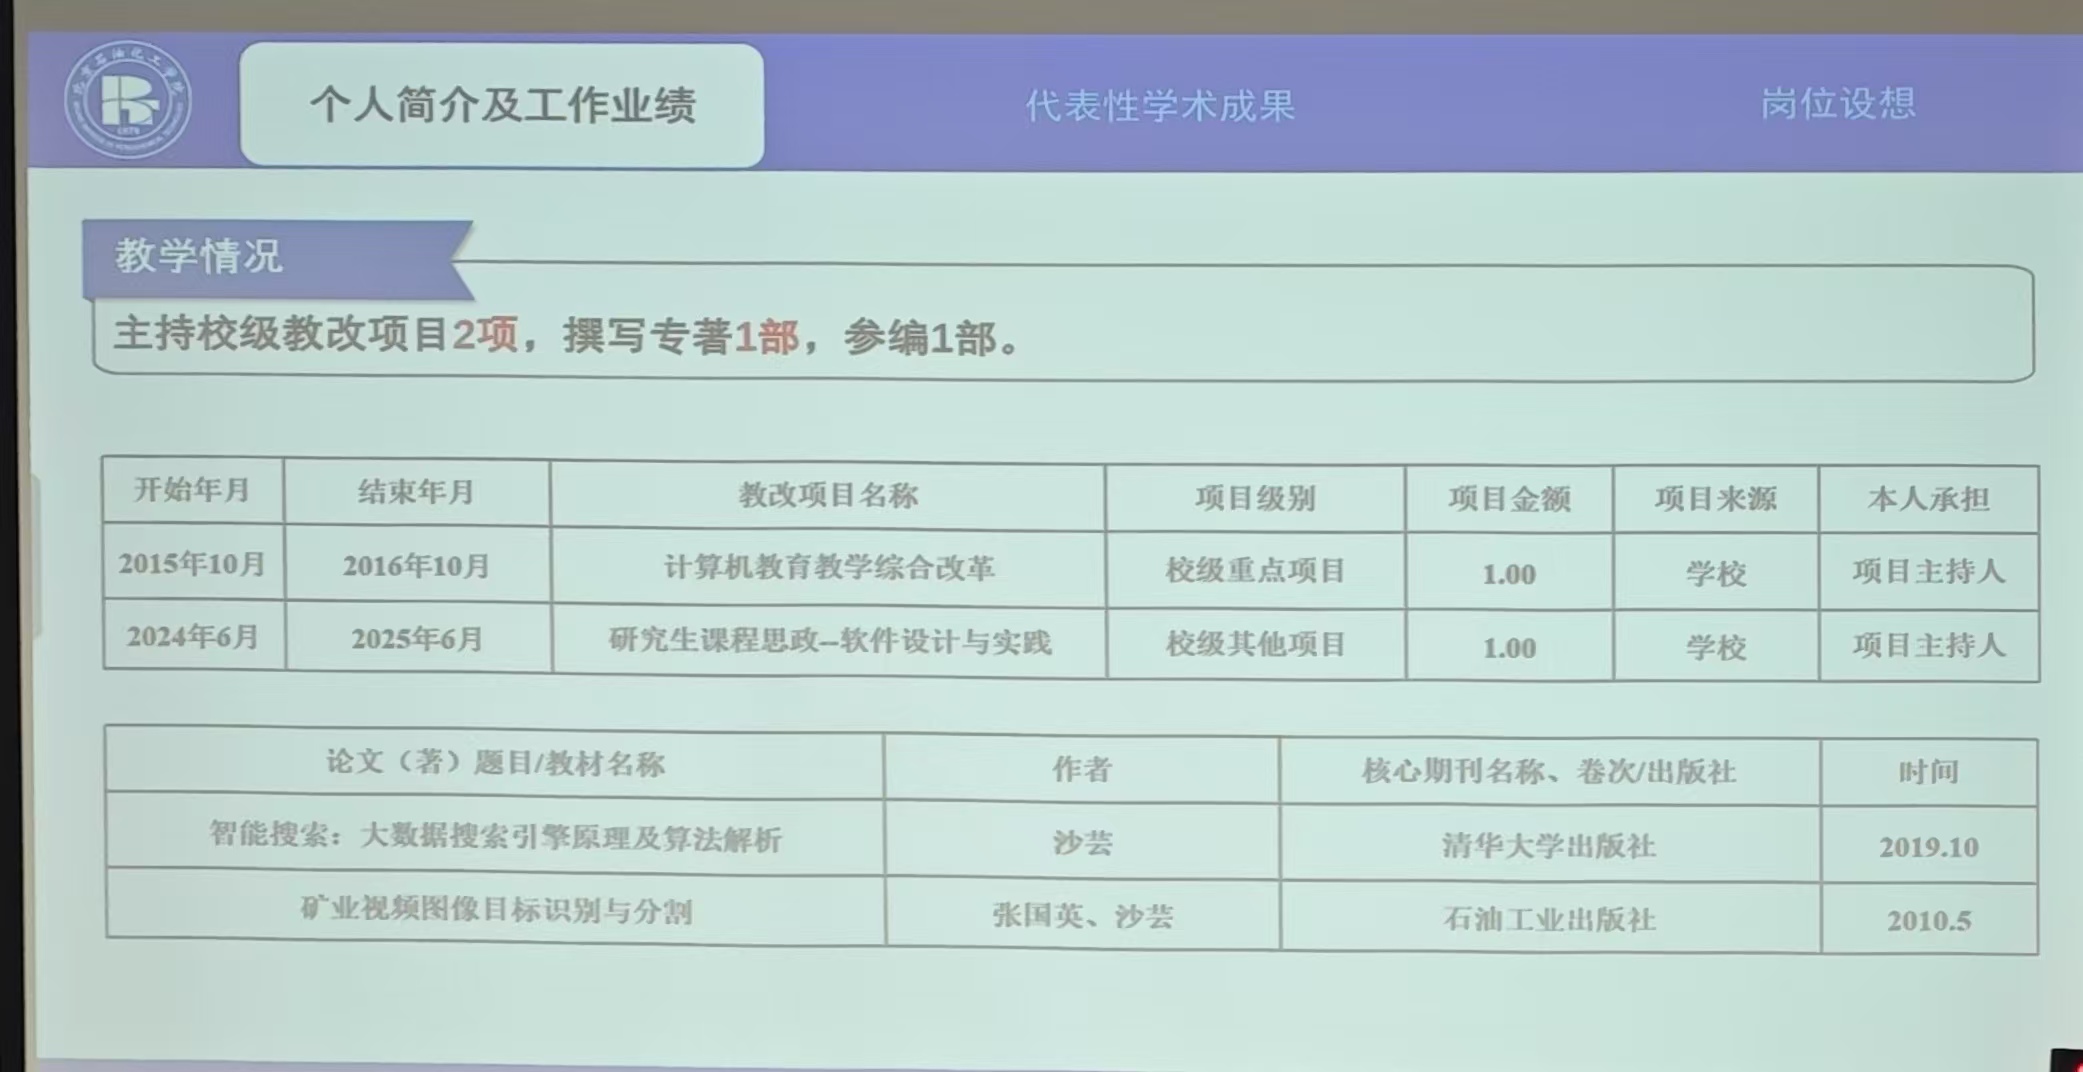 北京石油化工学院
1978
个人简介及工作业绩 代表性学术成果 岗位设想
教学情况
主持校级教改项目2项，撰写专著1部，参编1部。
开始年月 结束年月 教改项目名称 项目级别 项目金额 项目来源 本人承担
2015年10月 2016年10月 计算机教育教学综合改革 校级重点项目 1.00 学校 项目主持人
2024年6月 2025年6月 研究生课程思政--软件设计与实践 校级其他项目 1.00 学校 项目主持人
论文（著）题目/教材名称 作者 核心期刊名称、卷次/出版社 时间
智能搜索：大数据搜索引擎原理及算法解析 沙芸 清华大学出版社 2019.10
矿业视频图像目标识别与分割 张国英、沙芸 石油工业出版社 2010.5